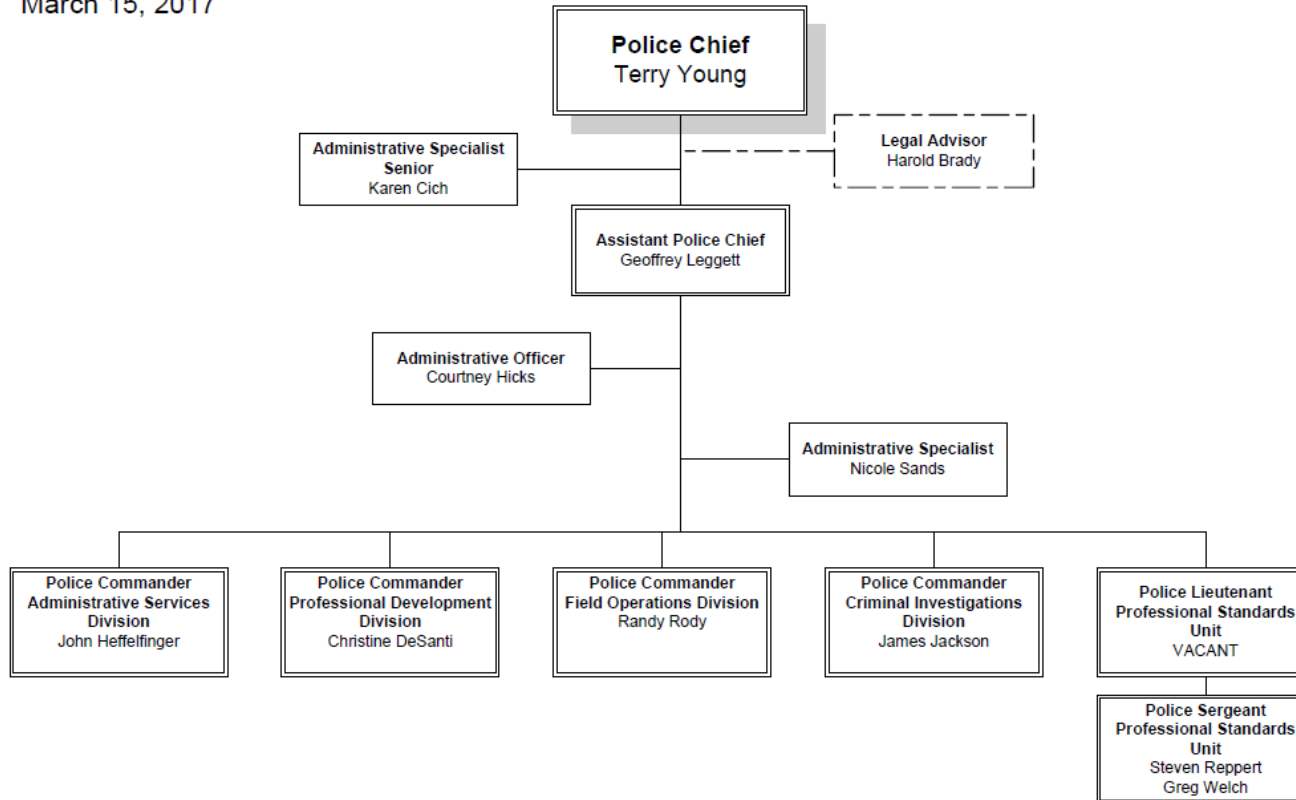 March 15, 2017
Police Chief
Terry Young
Administrative Specialist
Senior
Karen Cich
Legal Advisor
Harold Brady
Assistant Police Chief
Geoffrey Leggett
Administrative Officer
Courtney Hicks
Administrative Specialist
Nicole Sands
Police Commander
Administrative Services
Division
John Heffelfinger
Police Commander
Professional Development
Division
Christine DeSanti
Police Commander
Field Operations Division
Randy Rody
Police Commander
Criminal Investigations
Division
James Jackson
Police Lieutenant
Professional Standards
Unit
VACANT
Police Sergeant
Professional Standards
Unit
Steven Reppert
Greg Welch